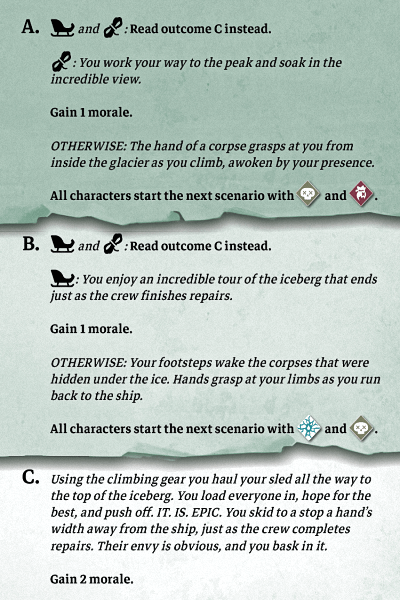 A. and : Read outcome C instead.
: You work your way to the peak and soak in the
incredible view.
Gain 1 morale.
OTHERWISE: The hand of a corpse grasps at you from
inside the glacier as you climb, awoken by your presence.
All characters start the next scenario with and .
B. and : Read outcome C instead.
: You enjoy an incredible tour of the iceberg that ends
just as the crew finishes repairs.
Gain 1 morale.
OTHERWISE: Your footsteps wake the corpses that were
hidden under the ice. Hands grasp at your limbs as you run
back to the ship.
All characters start the next scenario with and .
C. Using the climbing gear you haul your sled all the way to
the top of the iceberg. You load everyone in, hope for the
best, and push off. IT. IS. EPIC. You skid to a stop a hand's
width away from the ship, just as the crew completes
repairs. Their envy is obvious, and you bask in it.
Gain 2 morale.